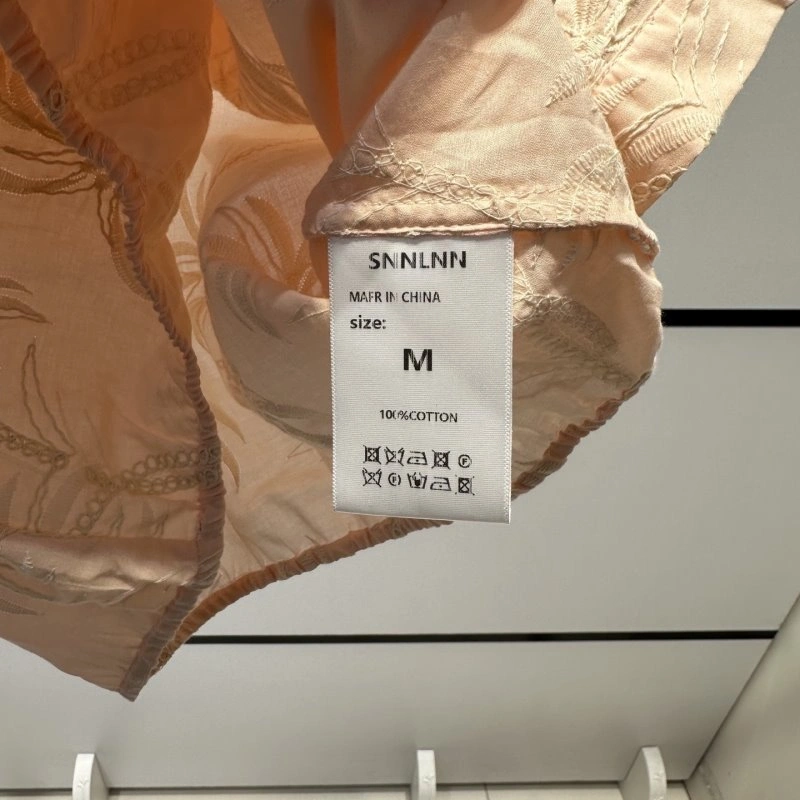 SNNLNN
MAFR IN CHINA
size:
M
100%COTTON